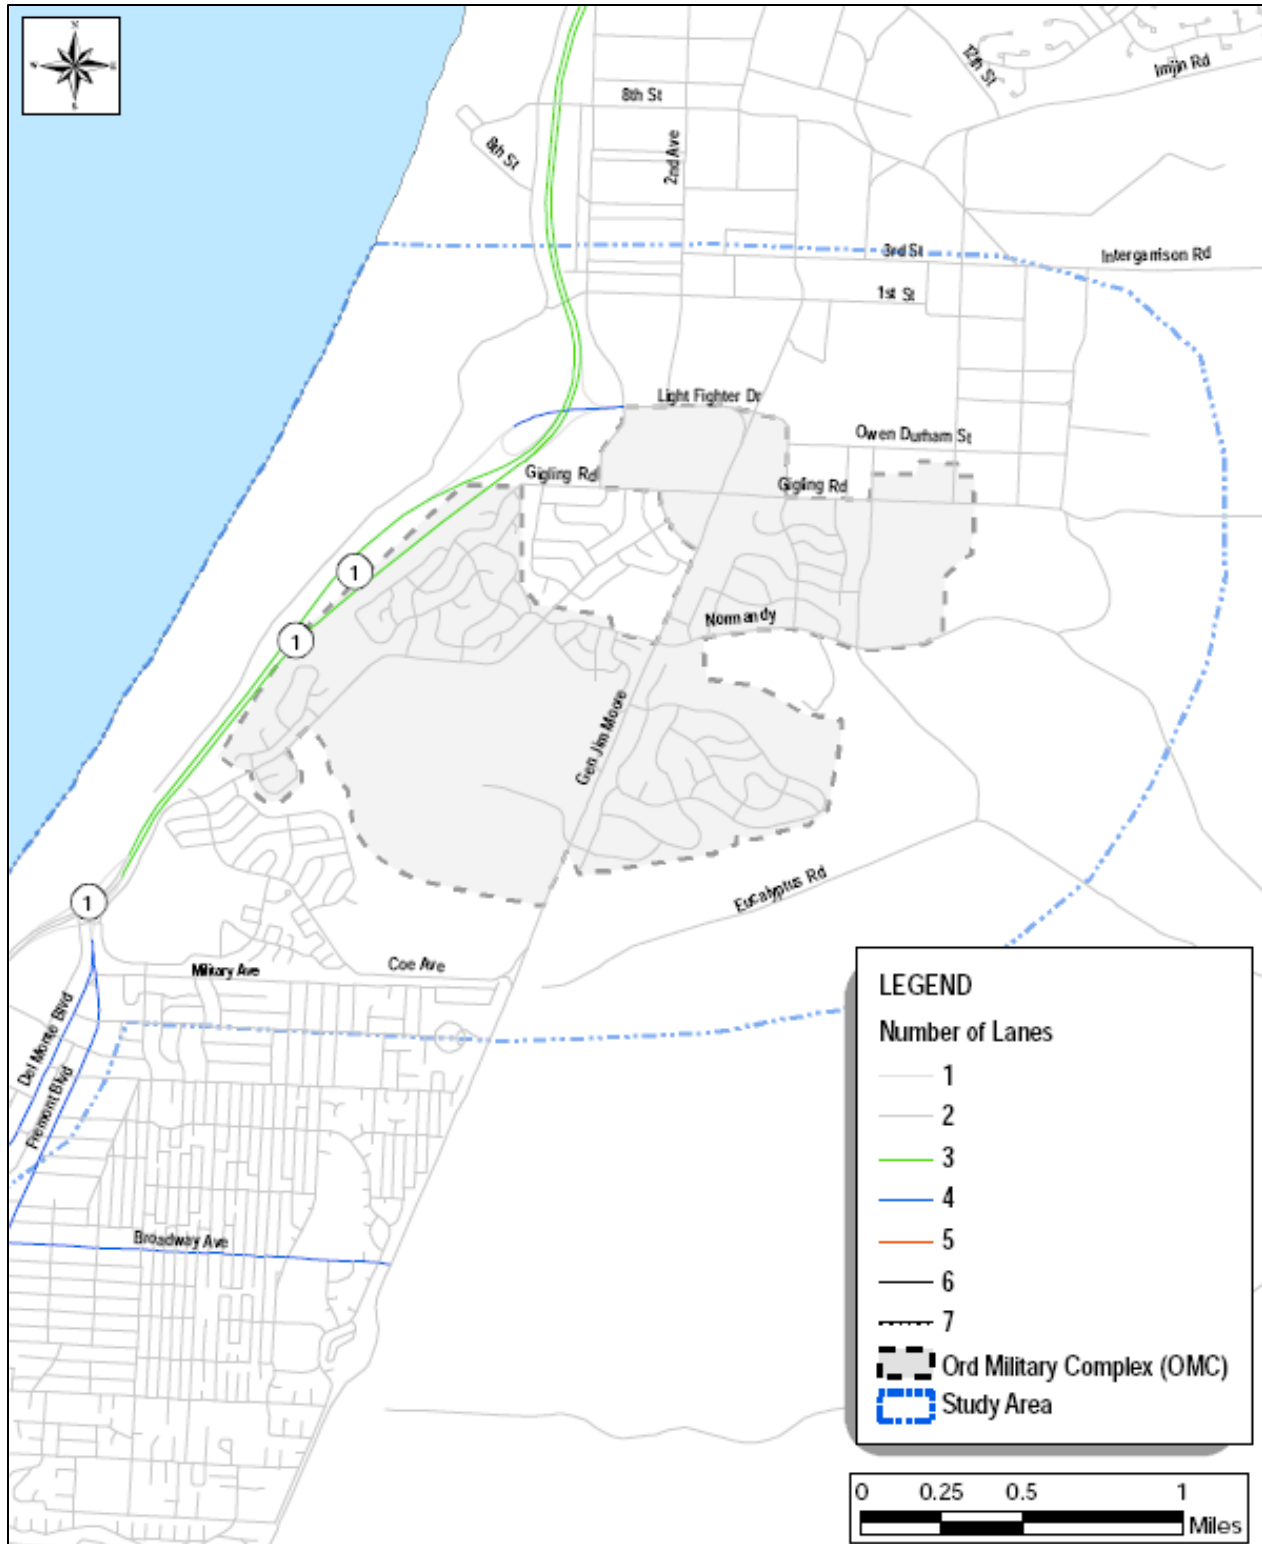 N
12th St
Imjin Rd
8th St
8th St
2nd Ave
3rd St
Intergarrison Rd
1st St
Light Fighter Dr
Owen Durham St
Gigling Rd
Gigling Rd
1
Normandy
1
Gen Jim Moore
Eucalyptus Rd
1
Military Ave
Coe Ave
Del Monte Blvd
Fremont Blvd
Broadway Ave
LEGEND
Number of Lanes
1
2
3
4
5
6
7
Ord Military Complex (OMC)
Study Area
0 0.25 0.5 1
Miles